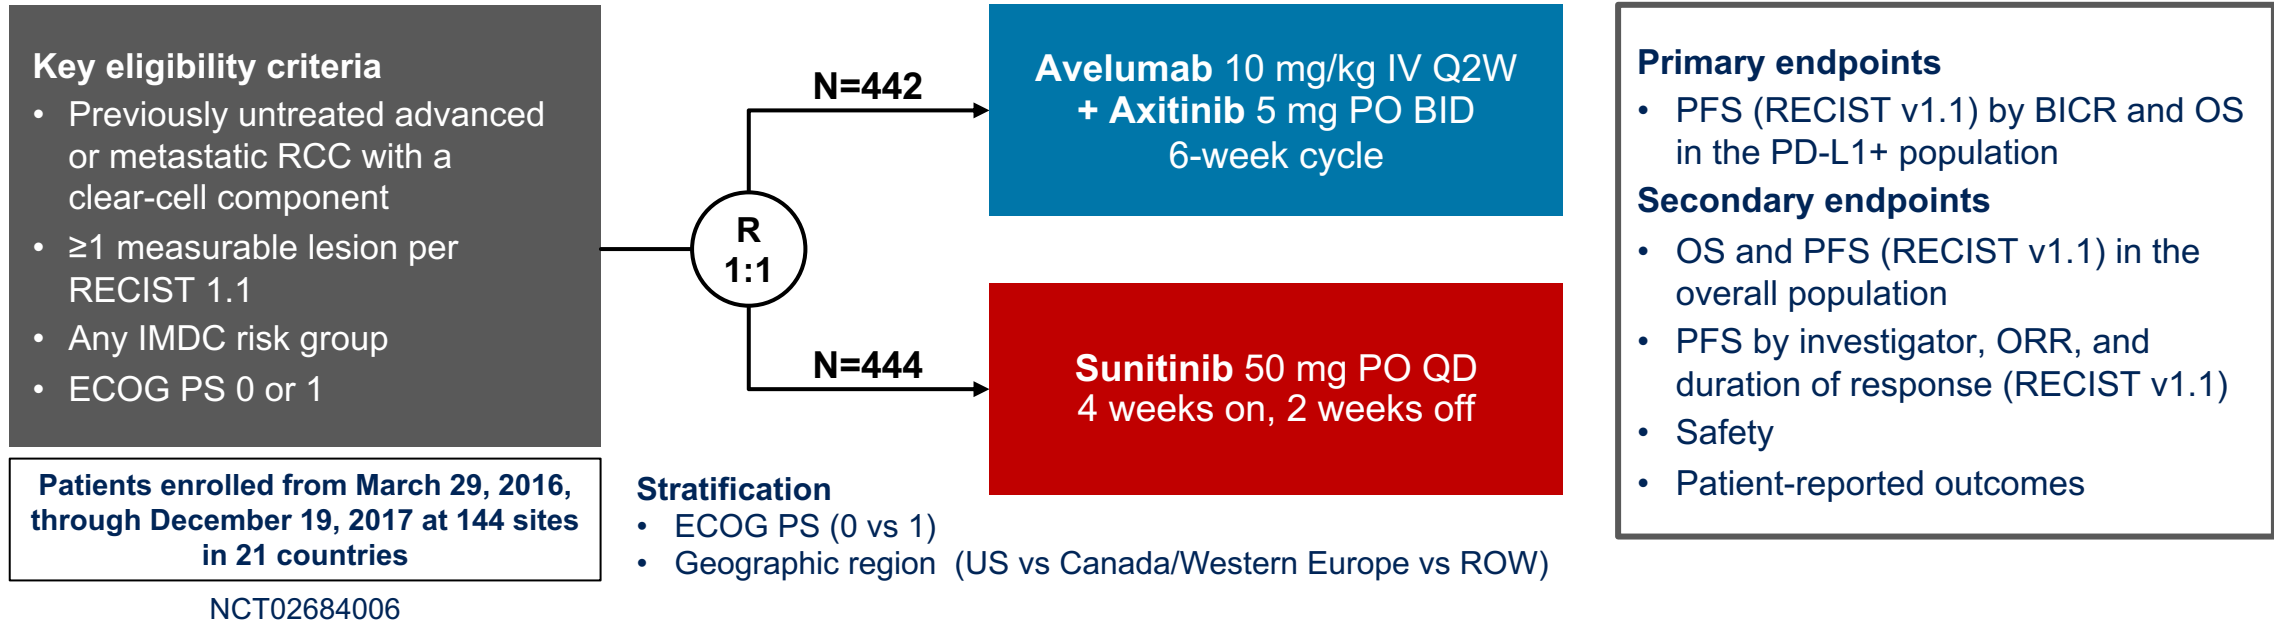 Key eligibility criteria
• Previously untreated advanced
or metastatic RCC with a
clear-cell component
• ≥1 measurable lesion per
RECIST 1.1
• Any IMDC risk group
• ECOG PS 0 or 1
Patients enrolled from March 29, 2016,
through December 19, 2017 at 144 sites
in 21 countries
NCT02684006
R
1:1
N=442
N=444
Avelumab 10 mg/kg IV Q2W
+ Axitinib 5 mg PO BID
6-week cycle
Sunitinib 50 mg PO QD
4 weeks on, 2 weeks off
Stratification
• ECOG PS (0 vs 1)
• Geographic region (US vs Canada/Western Europe vs ROW)
Primary endpoints
• PFS (RECIST v1.1) by BICR and OS
in the PD-L1+ population
Secondary endpoints
• OS and PFS (RECIST v1.1) in the
overall population
• PFS by investigator, ORR, and
duration of response (RECIST v1.1)
• Safety
• Patient-reported outcomes